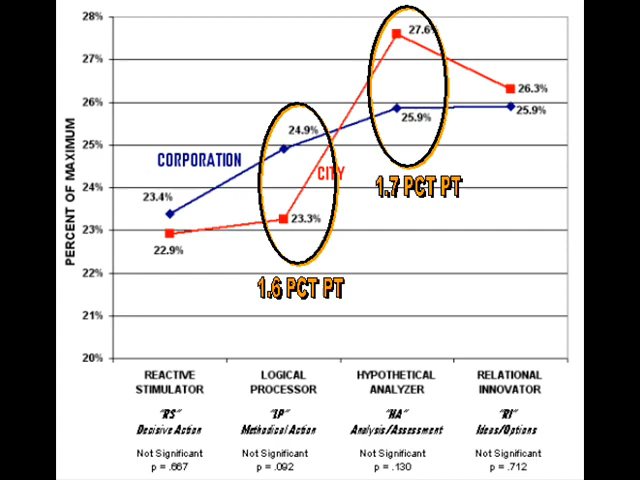 28%
28%
27%
26%
25%
24%
23%
22%
21%
20%
PERCENT OF MAXIMUM
27.6%
26.3%
25.9%
25.9%
24.9%
CORPORATION
CITY
1.7 PCT PT
23.4%
23.3%
22.9%
1.6 PCT PT
REACTIVE STIMULATOR
"RS"
Decisive Action
Not Significant
p = .667
LOGICAL PROCESSOR
"LP"
Methodical Action
Not Significant
p = .092
HYPOTHETICAL ANALYZER
"HA"
Analysis/Assessment
Not Significant
p = .130
RELATIONAL INNOVATOR
"RI"
Ideas/Options
Not Significant
p = .712